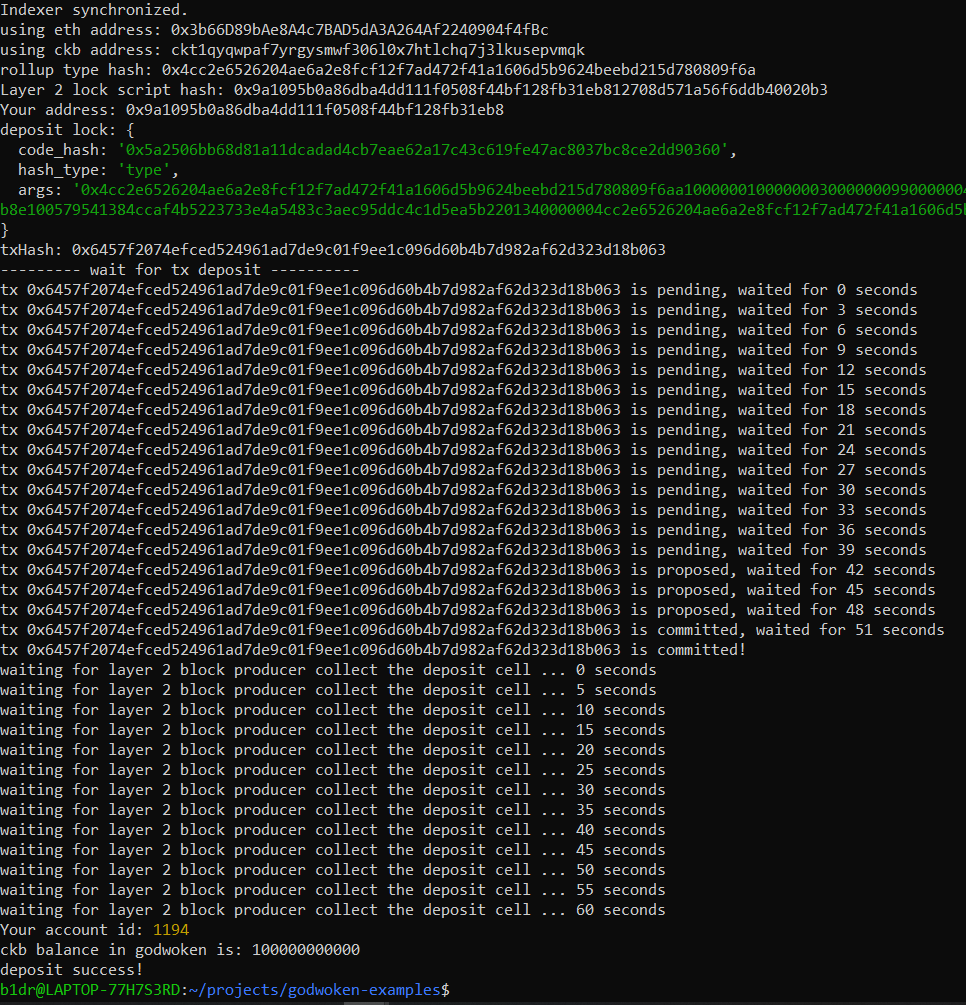 Indexer synchronized.
using eth address: 0x3b66D89bAe8A4c7BAD5dA3A264Af2240904f4fBc
using ckb address: ckt1qyqwpaf7yrgysmwf306l0x7htlchq7j3lkusepvmqk
rollup type hash: 0x4cc2e6526204ae6a2e8fcf12f7ad472f41a1606d5b9624beebd215d780809f6a
Layer 2 lock script hash: 0x9a1095b0a86dba4dd111f0508f44bf128fb31eb812708d571a56f6ddb40020b3
Your address: 0x9a1095b0a86dba4dd111f0508f44bf128fb31eb8
deposit lock: {
  code_hash: '0x5a2506bb68d81a11dcadad4cb7eae62a17c43c619fe47ac8037bc8ce2dd90360',
  hash_type: 'type',
  args: '0x4cc2e6526204ae6a2e8fcf12f7ad472f41a1606d5b9624beebd215d780809f6aa10000001000000030000000990000004
b8e100579541384ccaf4b5223733e4a5483c3aec95ddc4c1d5ea5b2201340000004cc2e6526204ae6a2e8fcf12f7ad472f41a1606d5b
}
txHash: 0x6457f2074efced524961ad7de9c01f9ee1c096d60b4b7d982af62d323d18b063
--------- wait for tx deposit ----------
tx 0x6457f2074efced524961ad7de9c01f9ee1c096d60b4b7d982af62d323d18b063 is pending, waited for 0 seconds
tx 0x6457f2074efced524961ad7de9c01f9ee1c096d60b4b7d982af62d323d18b063 is pending, waited for 3 seconds
tx 0x6457f2074efced524961ad7de9c01f9ee1c096d60b4b7d982af62d323d18b063 is pending, waited for 6 seconds
tx 0x6457f2074efced524961ad7de9c01f9ee1c096d60b4b7d982af62d323d18b063 is pending, waited for 9 seconds
tx 0x6457f2074efced524961ad7de9c01f9ee1c096d60b4b7d982af62d323d18b063 is pending, waited for 12 seconds
tx 0x6457f2074efced524961ad7de9c01f9ee1c096d60b4b7d982af62d323d18b063 is pending, waited for 15 seconds
tx 0x6457f2074efced524961ad7de9c01f9ee1c096d60b4b7d982af62d323d18b063 is pending, waited for 18 seconds
tx 0x6457f2074efced524961ad7de9c01f9ee1c096d60b4b7d982af62d323d18b063 is pending, waited for 21 seconds
tx 0x6457f2074efced524961ad7de9c01f9ee1c096d60b4b7d982af62d323d18b063 is pending, waited for 24 seconds
tx 0x6457f2074efced524961ad7de9c01f9ee1c096d60b4b7d982af62d323d18b063 is pending, waited for 27 seconds
tx 0x6457f2074efced524961ad7de9c01f9ee1c096d60b4b7d982af62d323d18b063 is pending, waited for 30 seconds
tx 0x6457f2074efced524961ad7de9c01f9ee1c096d60b4b7d982af62d323d18b063 is pending, waited for 33 seconds
tx 0x6457f2074efced524961ad7de9c01f9ee1c096d60b4b7d982af62d323d18b063 is pending, waited for 36 seconds
tx 0x6457f2074efced524961ad7de9c01f9ee1c096d60b4b7d982af62d323d18b063 is pending, waited for 39 seconds
tx 0x6457f2074efced524961ad7de9c01f9ee1c096d60b4b7d982af62d323d18b063 is proposed, waited for 42 seconds
tx 0x6457f2074efced524961ad7de9c01f9ee1c096d60b4b7d982af62d323d18b063 is proposed, waited for 45 seconds
tx 0x6457f2074efced524961ad7de9c01f9ee1c096d60b4b7d982af62d323d18b063 is proposed, waited for 48 seconds
tx 0x6457f2074efced524961ad7de9c01f9ee1c096d60b4b7d982af62d323d18b063 is committed, waited for 51 seconds
tx 0x6457f2074efced524961ad7de9c01f9ee1c096d60b4b7d982af62d323d18b063 is committed!
waiting for layer 2 block producer collect the deposit cell ... 0 seconds
waiting for layer 2 block producer collect the deposit cell ... 5 seconds
waiting for layer 2 block producer collect the deposit cell ... 10 seconds
waiting for layer 2 block producer collect the deposit cell ... 15 seconds
waiting for layer 2 block producer collect the deposit cell ... 20 seconds
waiting for layer 2 block producer collect the deposit cell ... 25 seconds
waiting for layer 2 block producer collect the deposit cell ... 30 seconds
waiting for layer 2 block producer collect the deposit cell ... 35 seconds
waiting for layer 2 block producer collect the deposit cell ... 40 seconds
waiting for layer 2 block producer collect the deposit cell ... 45 seconds
waiting for layer 2 block producer collect the deposit cell ... 50 seconds
waiting for layer 2 block producer collect the deposit cell ... 55 seconds
waiting for layer 2 block producer collect the deposit cell ... 60 seconds
Your account id: 1194
ckb balance in godwoken is: 100000000000
deposit success!
b1dr@LAPTOP-77H7S3RD:~/projects/godwoken-examples$